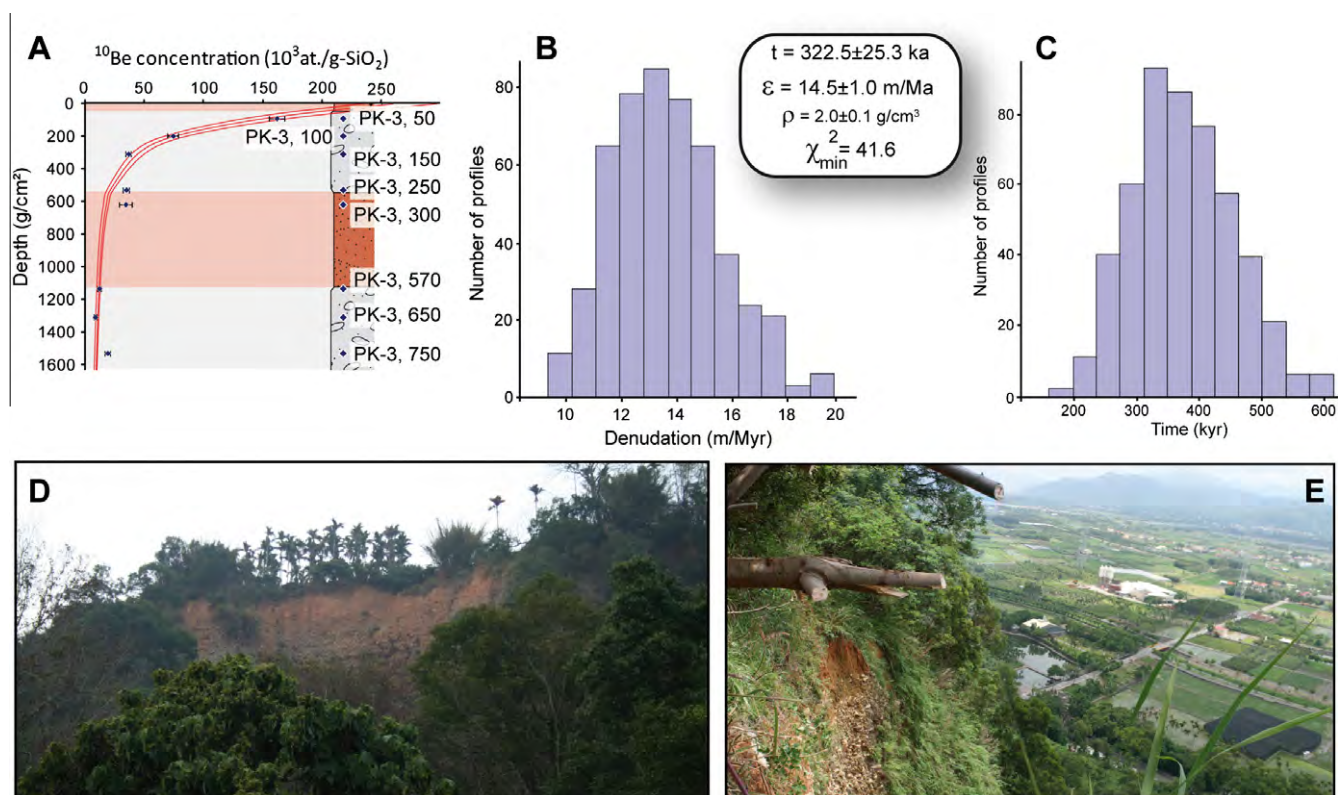 A
¹⁰Be concentration (10³at./g-SiO₂)
0 50 100 150 200 250
Depth (g/cm²)
0
200
400
600
800
1000
1200
1400
1600
PK-3, 50
PK-3, 100
PK-3, 150
PK-3, 250
PK-3, 300
PK-3, 570
PK-3, 650
PK-3, 750
B
Number of profiles
80
60
40
20
0
10 12 14 16 18 20
Denudation (m/Myr)
t = 322.5±25.3 ka
ε = 14.5±1.0 m/Ma
ρ = 2.0±0.1 g/cm³
χ²min = 41.6
C
Number of profiles
80
60
40
20
0
200 300 400 500 600
Time (kyr)
D
E